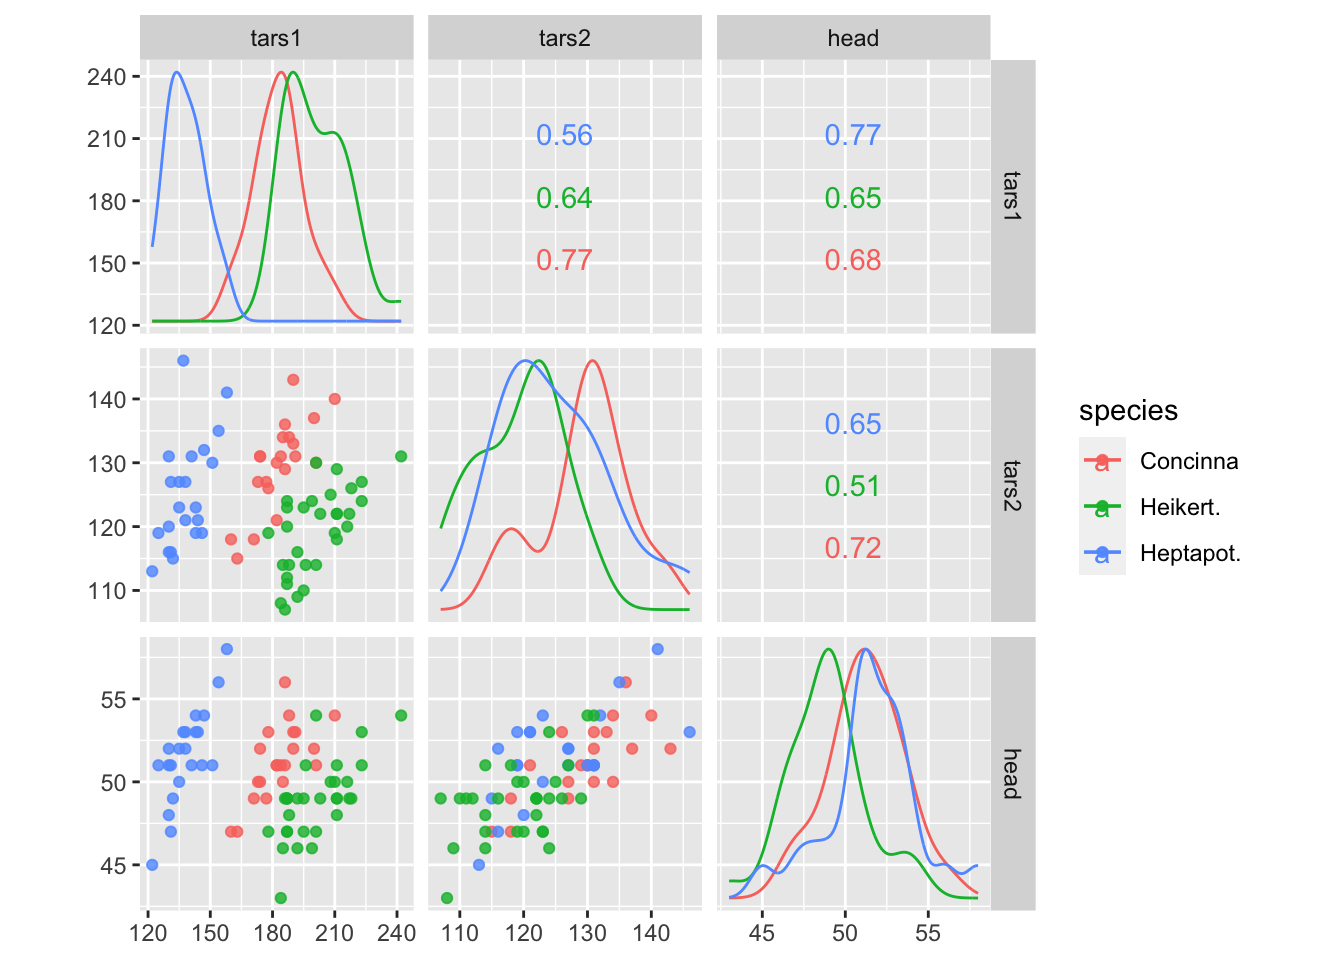 tars1 tars2 head
240
210
180
150
120
0.56
0.64
0.77
0.77
0.65
0.68
tars1
140
130
120
110
0.65
0.51
0.72
tars2
55
50
45
head
120 150 180 210 240
110 120 130 140
45 50 55
species
a Concinna
a Heikert.
a Heptapot.